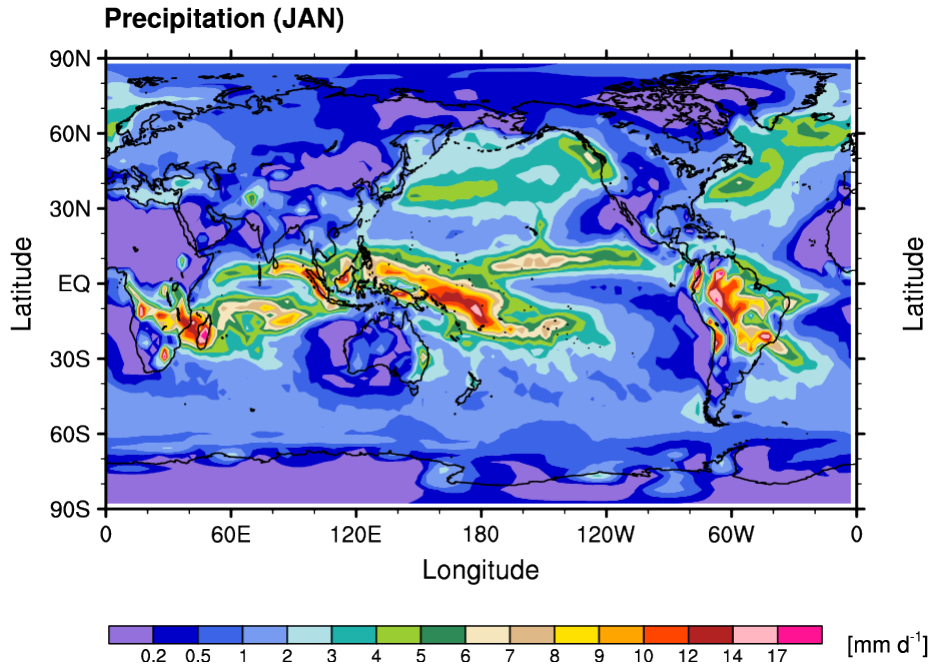 Precipitation (JAN)
90N
60N
30N
EQ
30S
60S
90S
Latitude
Latitude
0 60E 120E 180 120W 60W 0
Longitude
0.2 0.5 1 2 3 4 5 6 7 8 9 10 12 14 17
[mm d⁻¹]